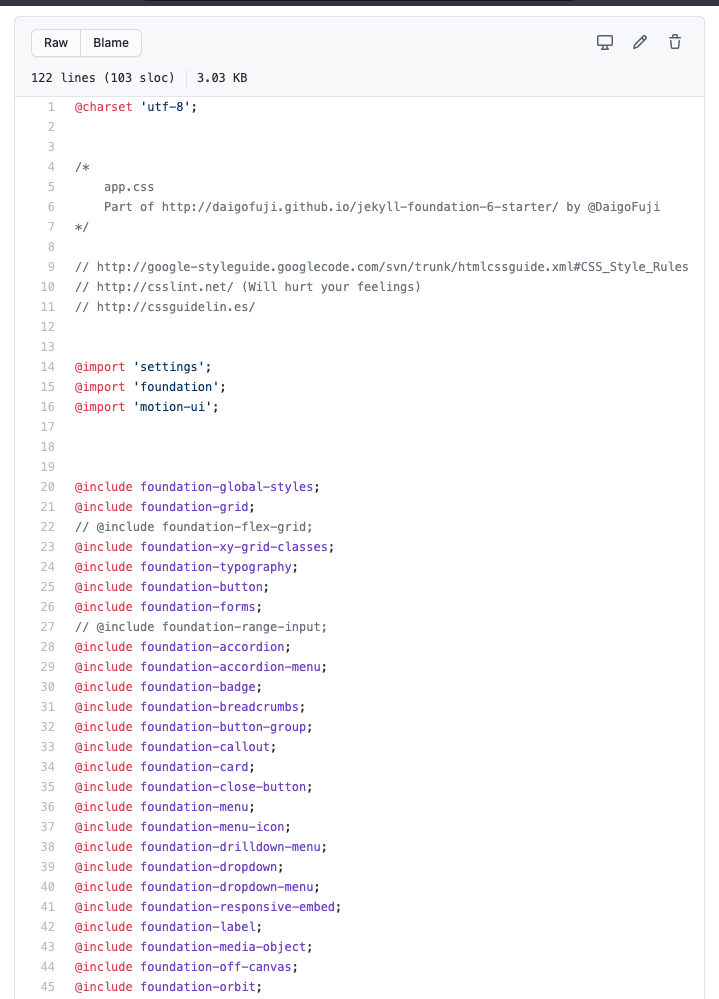 Raw Blame
122 lines (103 sloc) 3.03 KB
1 @charset 'utf-8';
2
3
4 /*
5 app.css
6 Part of http://daigofuji.github.io/jekyll-foundation-6-starter/ by @DaigoFuji
7 */
8
9 // http://google-styleguide.googlecode.com/svn/trunk/htmlcssguide.xml#CSS_Style_Rules
10 // http://csslint.net/ (Will hurt your feelings)
11 // http://cssguidelin.es/
12
13
14 @import 'settings';
15 @import 'foundation';
16 @import 'motion-ui';
17
18
19
20 @include foundation-global-styles;
21 @include foundation-grid;
22 // @include foundation-flex-grid;
23 @include foundation-xy-grid-classes;
24 @include foundation-typography;
25 @include foundation-button;
26 @include foundation-forms;
27 // @include foundation-range-input;
28 @include foundation-accordion;
29 @include foundation-accordion-menu;
30 @include foundation-badge;
31 @include foundation-breadcrumbs;
32 @include foundation-button-group;
33 @include foundation-callout;
34 @include foundation-card;
35 @include foundation-close-button;
36 @include foundation-menu;
37 @include foundation-menu-icon;
38 @include foundation-drilldown-menu;
39 @include foundation-dropdown;
40 @include foundation-dropdown-menu;
41 @include foundation-responsive-embed;
42 @include foundation-label;
43 @include foundation-media-object;
44 @include foundation-off-canvas;
45 @include foundation-orbit;